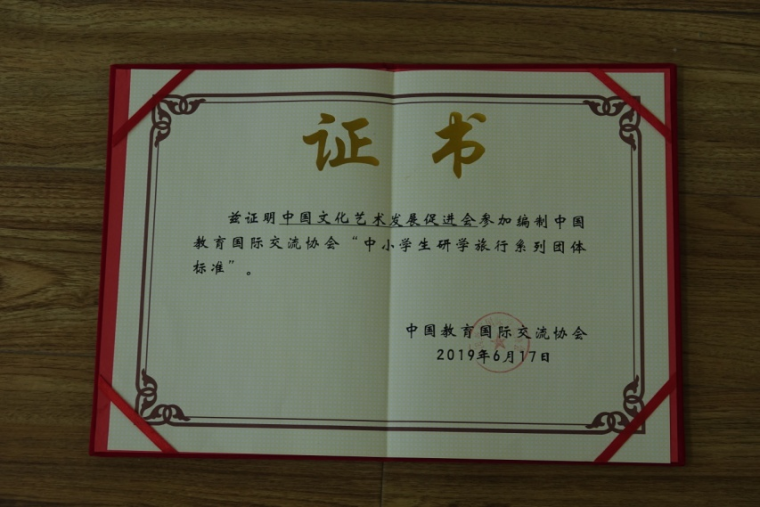 证书
兹证明中国文化艺术发展促进会参加编制中国
教育国际交流协会“中小学生研学旅行系列团体
标准”。
中国教育国际交流协会
2019年6月17日